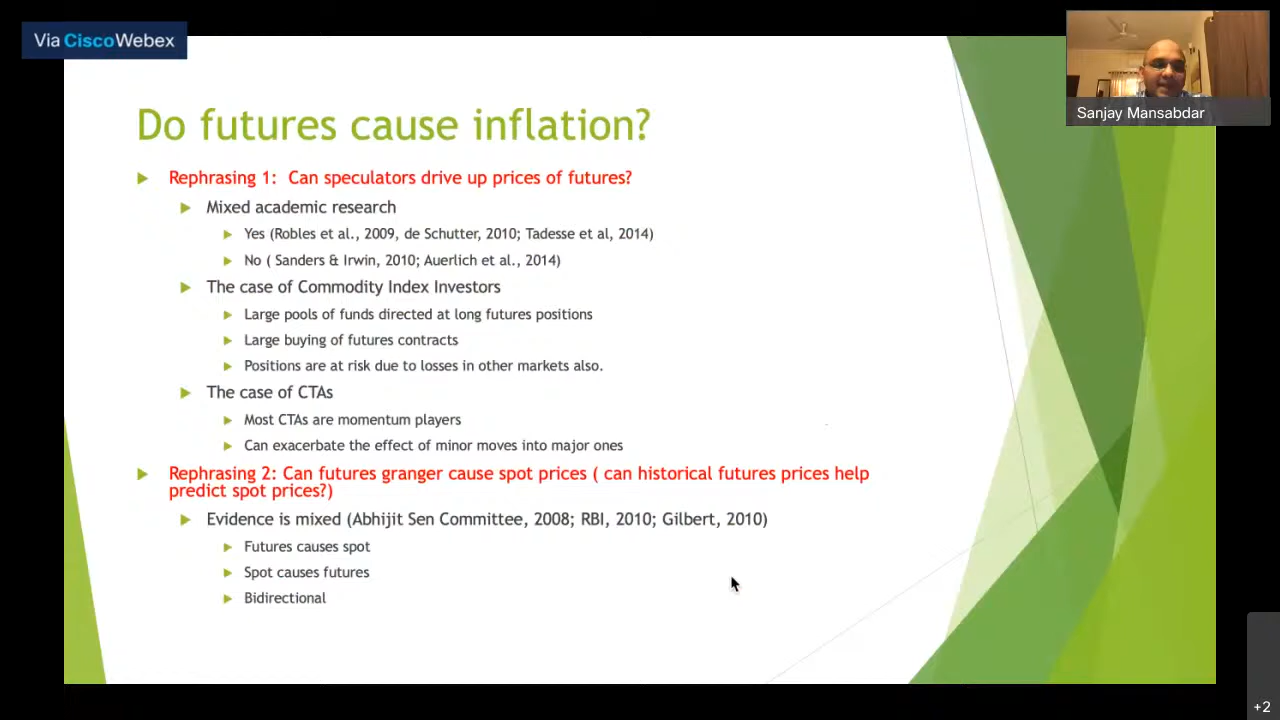 Via CiscoWebex
Sanjay Mansabdar
Do futures cause inflation?
Rephrasing 1: Can speculators drive up prices of futures?
Mixed academic research
Yes (Robles et al., 2009, de Schutter, 2010; Tadesse et al, 2014)
No ( Sanders & Irwin, 2010; Auerlich et al., 2014)
The case of Commodity Index Investors
Large pools of funds directed at long futures positions
Large buying of futures contracts
Positions are at risk due to losses in other markets also.
The case of CTAs
Most CTAs are momentum players
Can exacerbate the effect of minor moves into major ones
Rephrasing 2: Can futures granger cause spot prices ( can historical futures prices help
predict spot prices?)
Evidence is mixed (Abhijit Sen Committee, 2008; RBI, 2010; Gilbert, 2010)
Futures causes spot
Spot causes futures
Bidirectional
+2